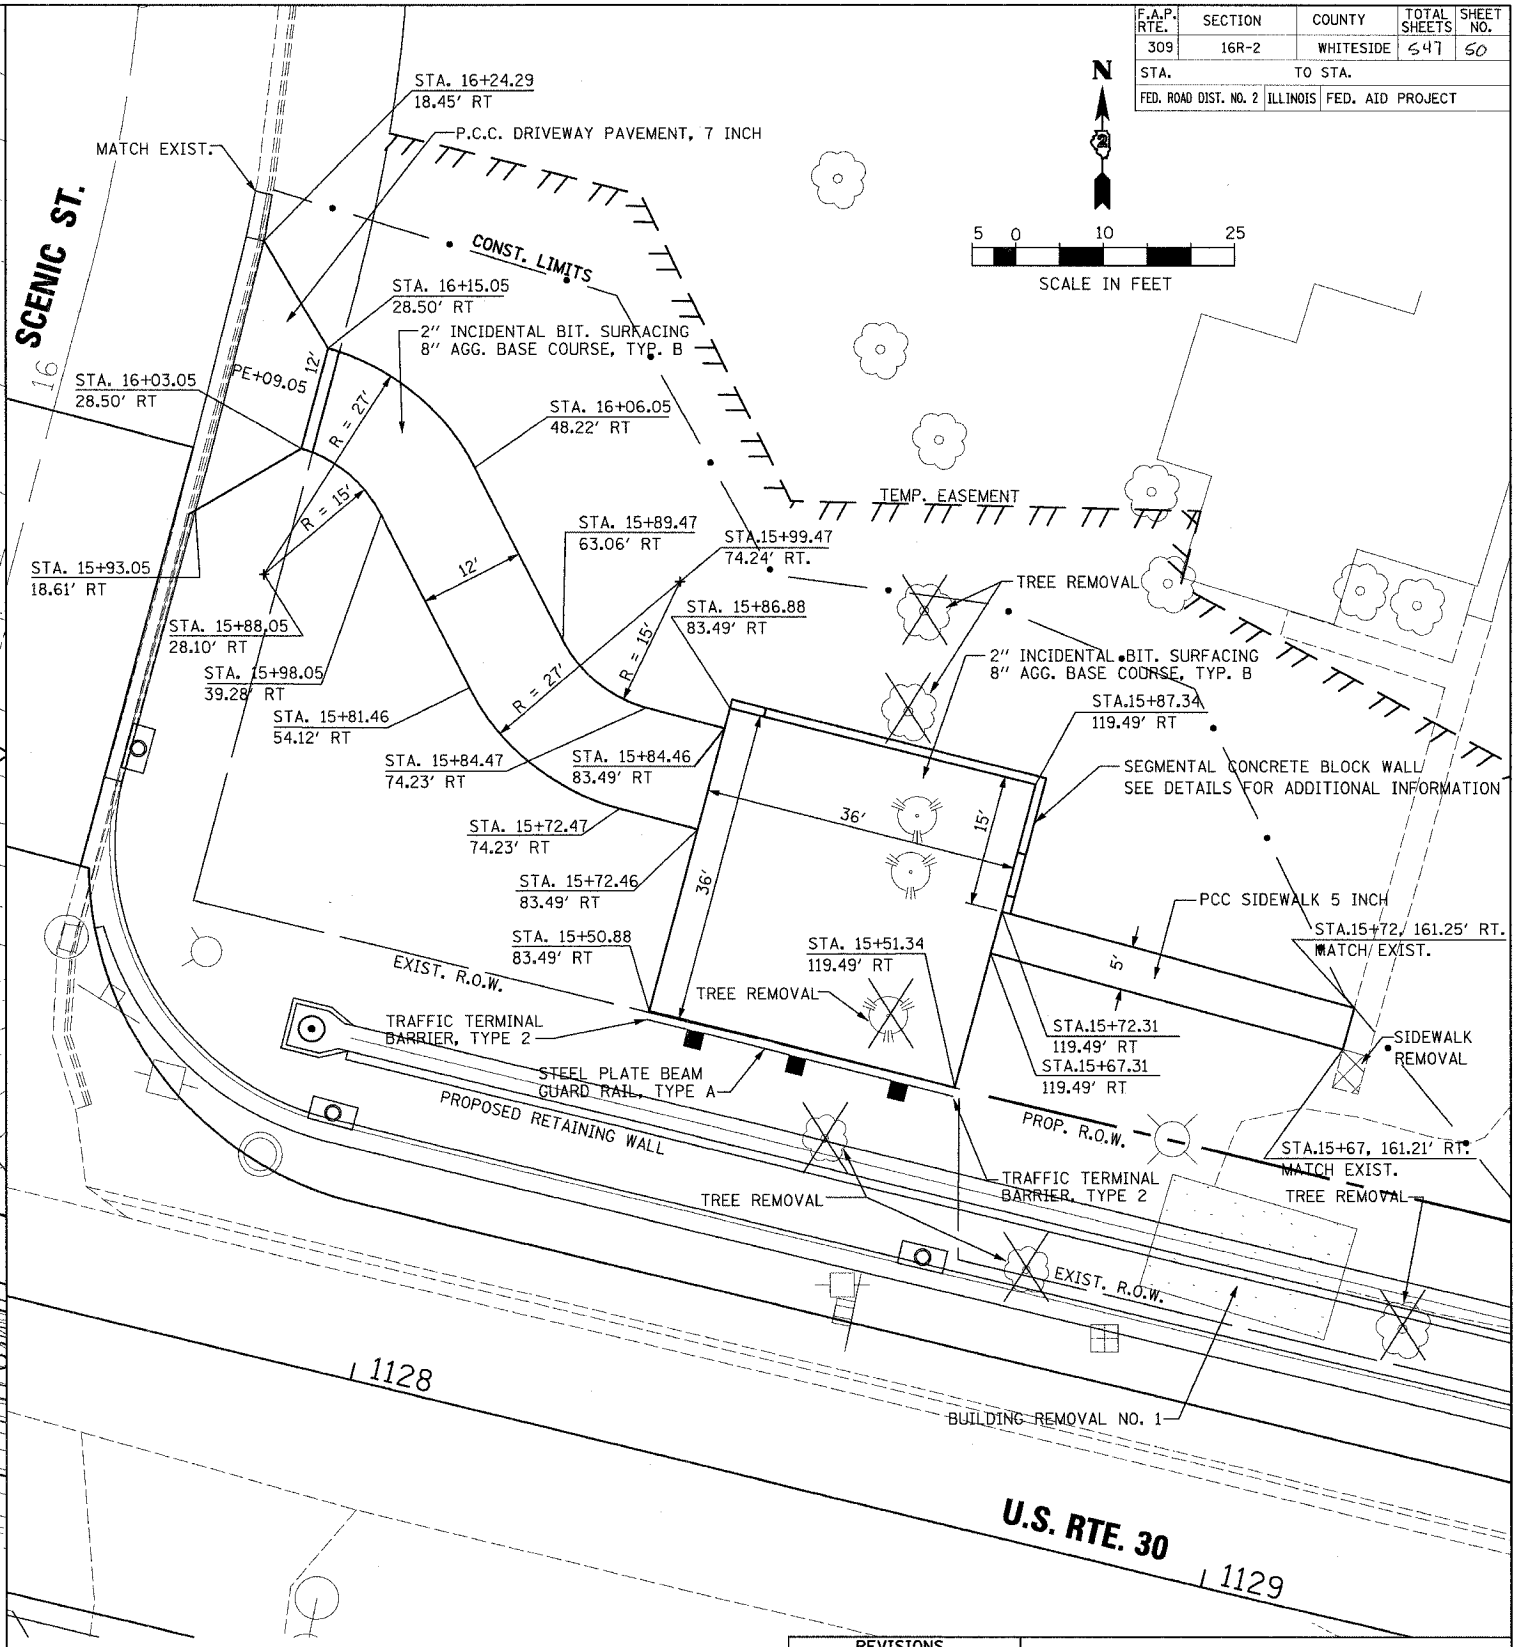 F.A.P. RTE. SECTION COUNTY TOTAL SHEETS SHEET NO.
309 16R-2 WHITESIDE 547 50
STA. TO STA.
FED. ROAD DIST. NO. 2 ILLINOIS FED. AID PROJECT
N
2
5 0 10 25
SCALE IN FEET
STA. 16+24.29
18.45' RT
P.C.C. DRIVEWAY PAVEMENT, 7 INCH
MATCH EXIST.
SCENIC ST.
16
CONST. LIMITS
STA. 16+15.05
28.50' RT
2" INCIDENTAL BIT. SURFACING
8" AGG. BASE COURSE, TYP. B
STA. 16+03.05
28.50' RT
PE+09.05
12'
R = 27'
R = 15'
STA. 16+06.05
48.22' RT
TEMP. EASEMENT
STA. 15+89.47
63.06' RT
STA.15+99.47
74.24' RT.
12'
STA. 15+93.05
18.61' RT
TREE REMOVAL
STA. 15+86.88
83.49' RT
STA. 15+88.05
28.10' RT
R = 15'
R = 27'
STA. 15+98.05
39.28' RT
2" INCIDENTAL BIT. SURFACING
8" AGG. BASE COURSE, TYP. B
STA.15+87.34
119.49' RT
STA. 15+81.46
54.12' RT
STA. 15+84.47
74.23' RT
STA. 15+84.46
83.49' RT
SEGMENTAL CONCRETE BLOCK WALL
SEE DETAILS FOR ADDITIONAL INFORMATION
36'
15'
STA. 15+72.47
74.23' RT
36'
STA. 15+72.46
83.49' RT
PCC SIDEWALK 5 INCH
STA.15+72, 161.25' RT.
MATCH EXIST.
STA. 15+50.88
83.49' RT
STA. 15+51.34
119.49' RT
5'
EXIST. R.O.W.
TREE REMOVAL
TRAFFIC TERMINAL
BARRIER, TYPE 2
STA.15+72.31
119.49' RT
SIDEWALK
REMOVAL
STA.15+67.31
119.49' RT
STEEL PLATE BEAM
GUARD RAIL, TYPE A
PROPOSED RETAINING WALL
PROP. R.O.W.
STA.15+67, 161.21' RT.
MATCH EXIST.
TRAFFIC TERMINAL
BARRIER, TYPE 2
TREE REMOVAL
TREE REMOVAL
EXIST. R.O.W.
1128
BUILDING REMOVAL NO. 1
U.S. RTE. 30
1129
REVISIONS